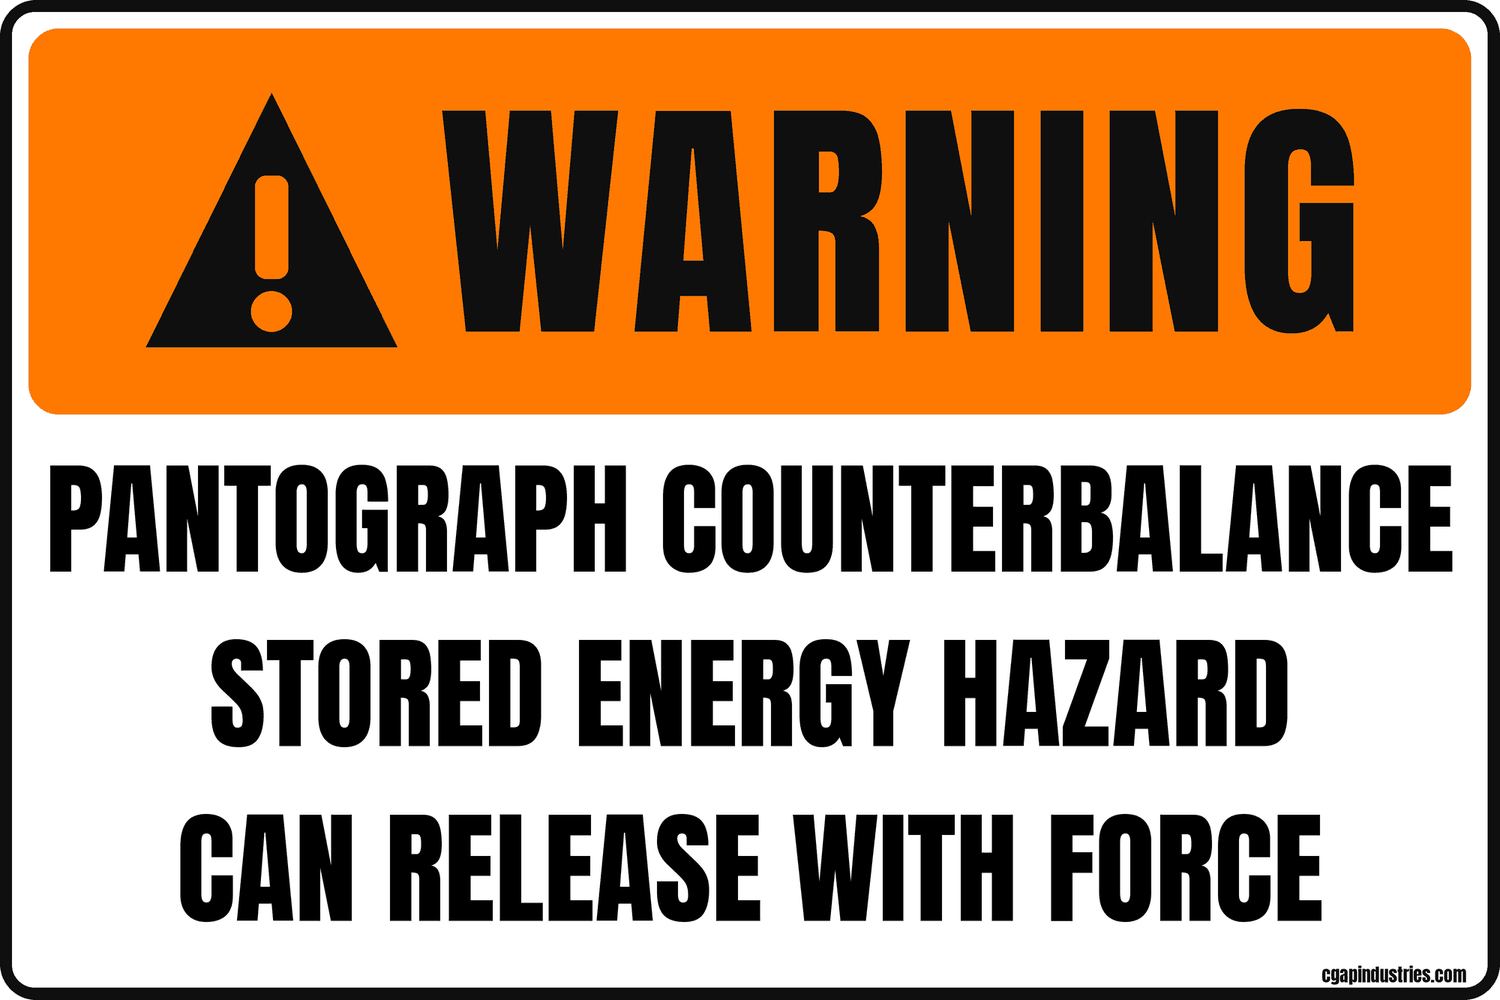 WARNING
PANTOGRAPH COUNTERBALANCE
STORED ENERGY HAZARD
CAN RELEASE WITH FORCE
cgapindustries.com